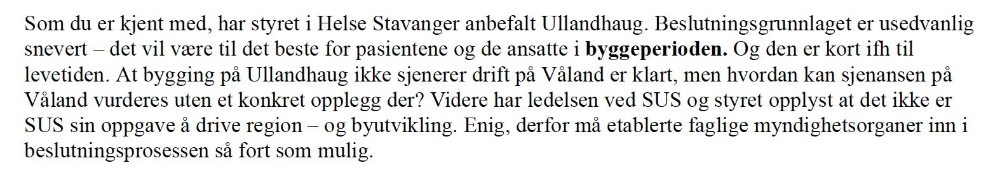 Som du er kjent med, har styret i Helse Stavanger anbefalt Ullandhaug. Beslutningsgrunnlaget er usedvanlig
snevert – det vil være til det beste for pasientene og de ansatte i byggeperioden. Og den er kort ifh til
levetiden. At bygging på Ullandhaug ikke sjenerer drift på Våland er klart, men hvordan kan sjenansen på
Våland vurderes uten et konkret opplegg der? Videre har ledelsen ved SUS og styret opplyst at det ikke er
SUS sin oppgave å drive region – og byutvikling. Enig, derfor må etablerte faglige myndighetsorganer inn i
beslutningsprosessen så fort som mulig.